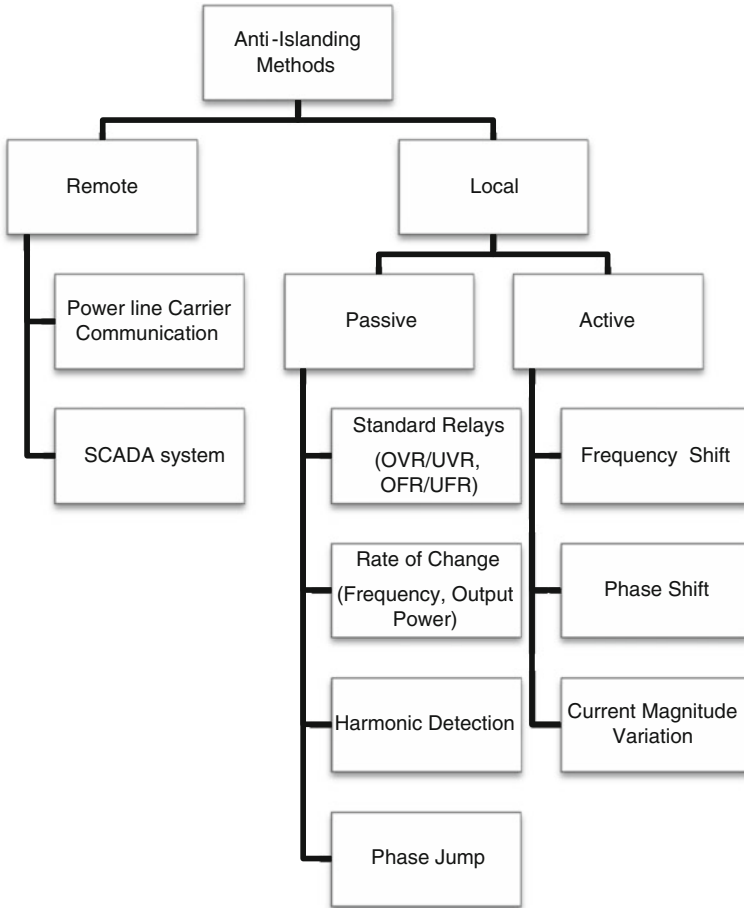 Anti-Islanding
Methods
Remote
Local
Power line Carrier
Communication
SCADA system
Passive
Active
Standard Relays
(OVR/UVR,
OFR/UFR)
Rate of Change
(Frequency, Output
Power)
Harmonic Detection
Phase Jump
Frequency Shift
Phase Shift
Current Magnitude
Variation